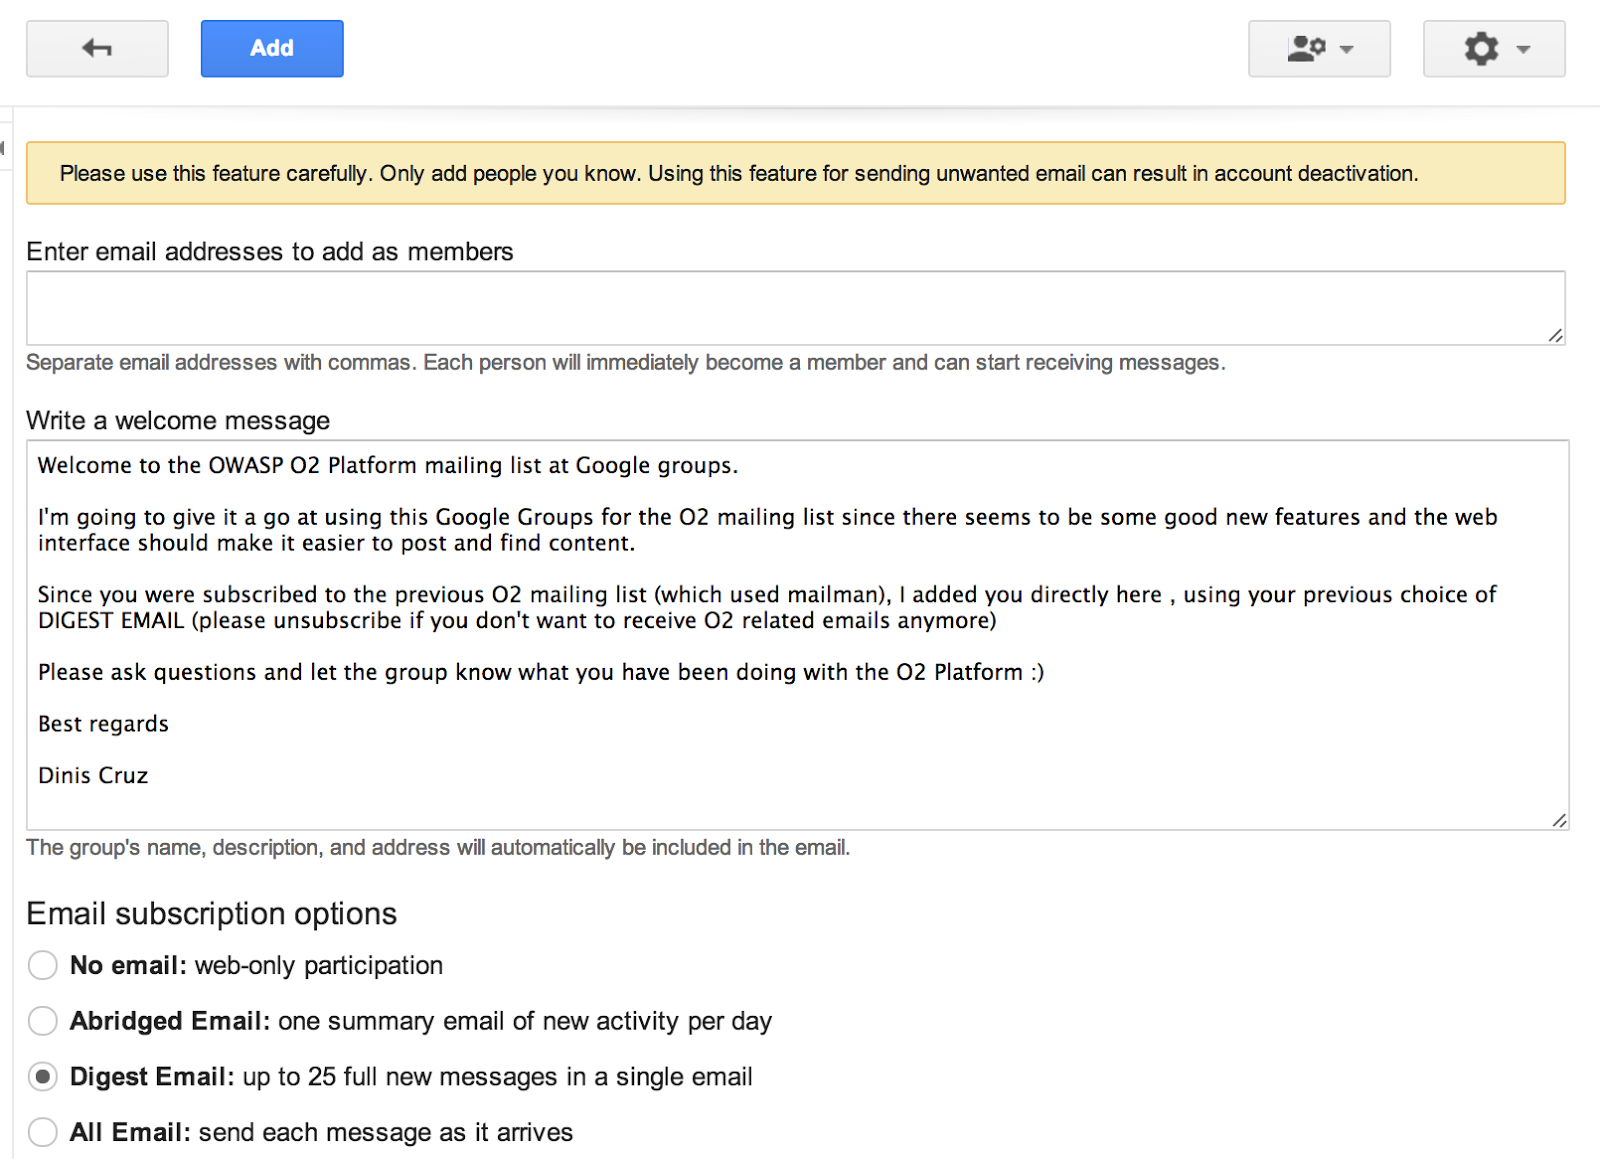 Add
Please use this feature carefully. Only add people you know. Using this feature for sending unwanted email can result in account deactivation.
Enter email addresses to add as members
Separate email addresses with commas. Each person will immediately become a member and can start receiving messages.
Write a welcome message
Welcome to the OWASP O2 Platform mailing list at Google groups.
I'm going to give it a go at using this Google Groups for the O2 mailing list since there seems to be some good new features and the web
interface should make it easier to post and find content.
Since you were subscribed to the previous O2 mailing list (which used mailman), I added you directly here , using your previous choice of
DIGEST EMAIL (please unsubscribe if you don't want to receive O2 related emails anymore)
Please ask questions and let the group know what you have been doing with the O2 Platform :)
Best regards
Dinis Cruz
The group's name, description, and address will automatically be included in the email.
Email subscription options
No email: web-only participation
Abridged Email: one summary email of new activity per day
Digest Email: up to 25 full new messages in a single email
All Email: send each message as it arrives